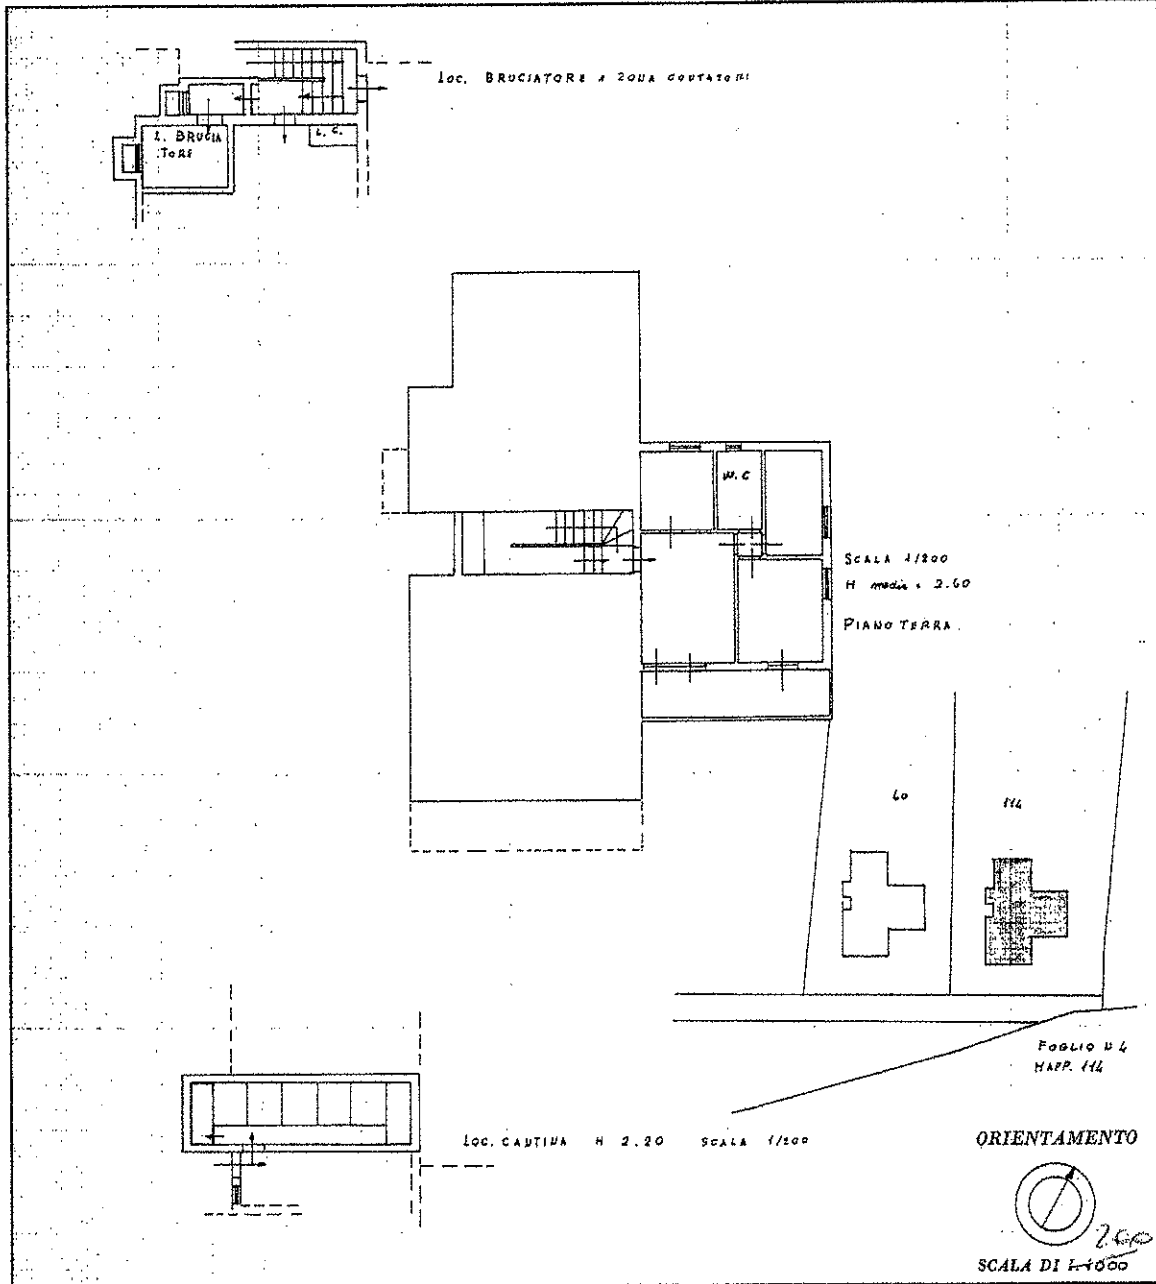 LOC. BRUCIATORE E ZONA CONTATORI
L. BRUCIA
TORE
L. C.
W.C
SCALA 1/200
H media = 2.60
PIANO TERRA
60
114
FOGLIO N 4
MAPP. 114
LOC. CANTINA H 2.20 SCALA 1/200
ORIENTAMENTO
200
SCALA DI 1:1000